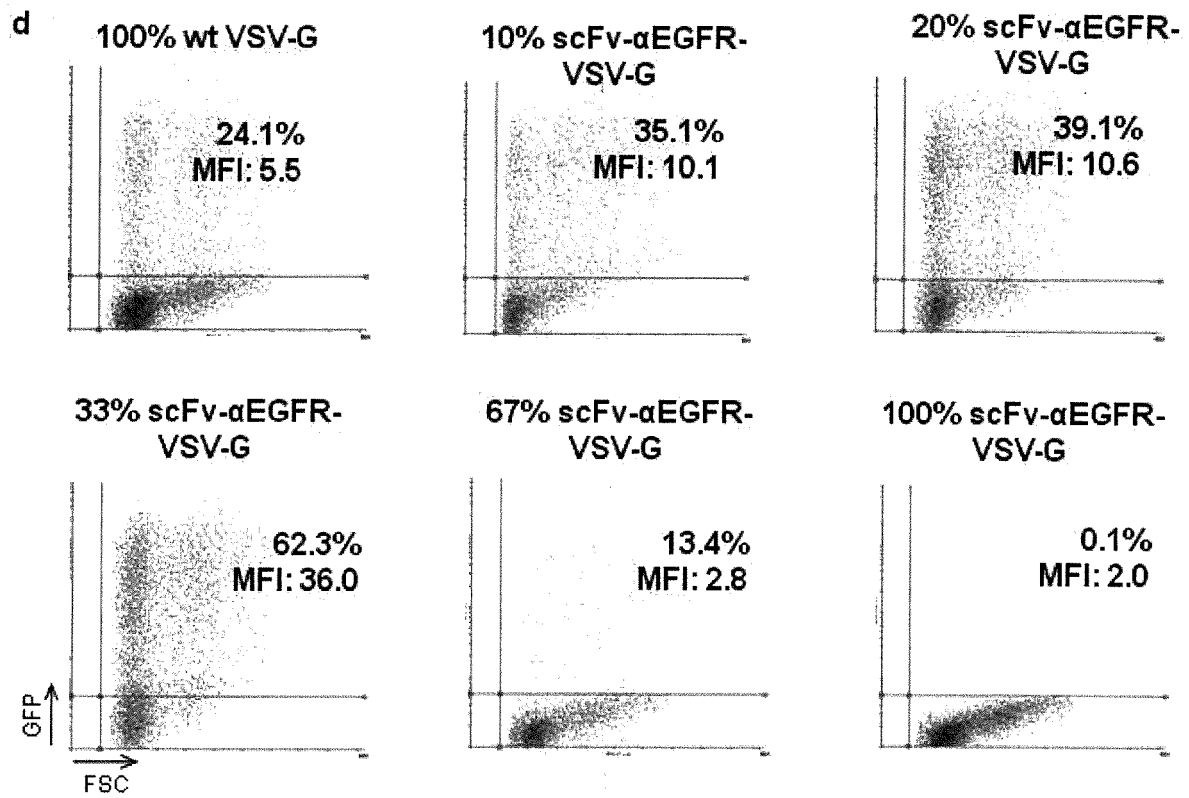 d
100% wt VSV-G
24.1%
MFI: 5.5
10% scFv-αEGFR-
VSV-G
35.1%
MFI: 10.1
20% scFv-αEGFR-
VSV-G
39.1%
MFI: 10.6
33% scFv-αEGFR-
VSV-G
62.3%
MFI: 36.0
GFP
FSC
67% scFv-αEGFR-
VSV-G
13.4%
MFI: 2.8
100% scFv-αEGFR-
VSV-G
0.1%
MFI: 2.0